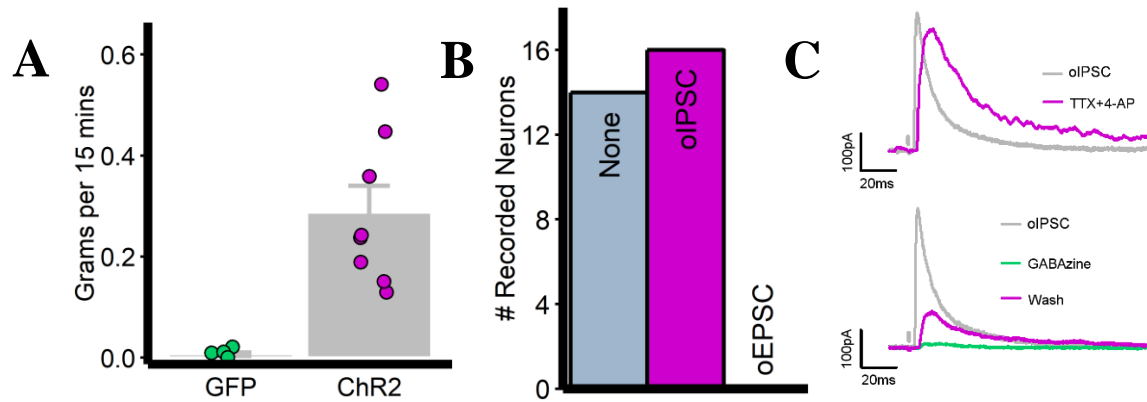 A
Grams per 15 mins
0.6
0.4
0.2
0.0
GFP
ChR2
B
# Recorded Neurons
16
12
8
4
0
None
oIPSC
oEPSC
C
oIPSC
TTX+4-AP
100pA
20ms
oIPSC
GABAzine
Wash
100pA
20ms